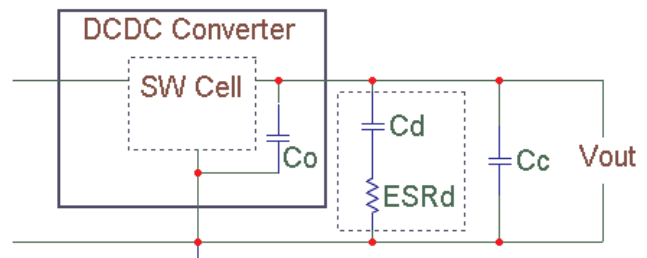 DCDC Converter
SW Cell
Co
Cd
ESRd
Cc
Vout